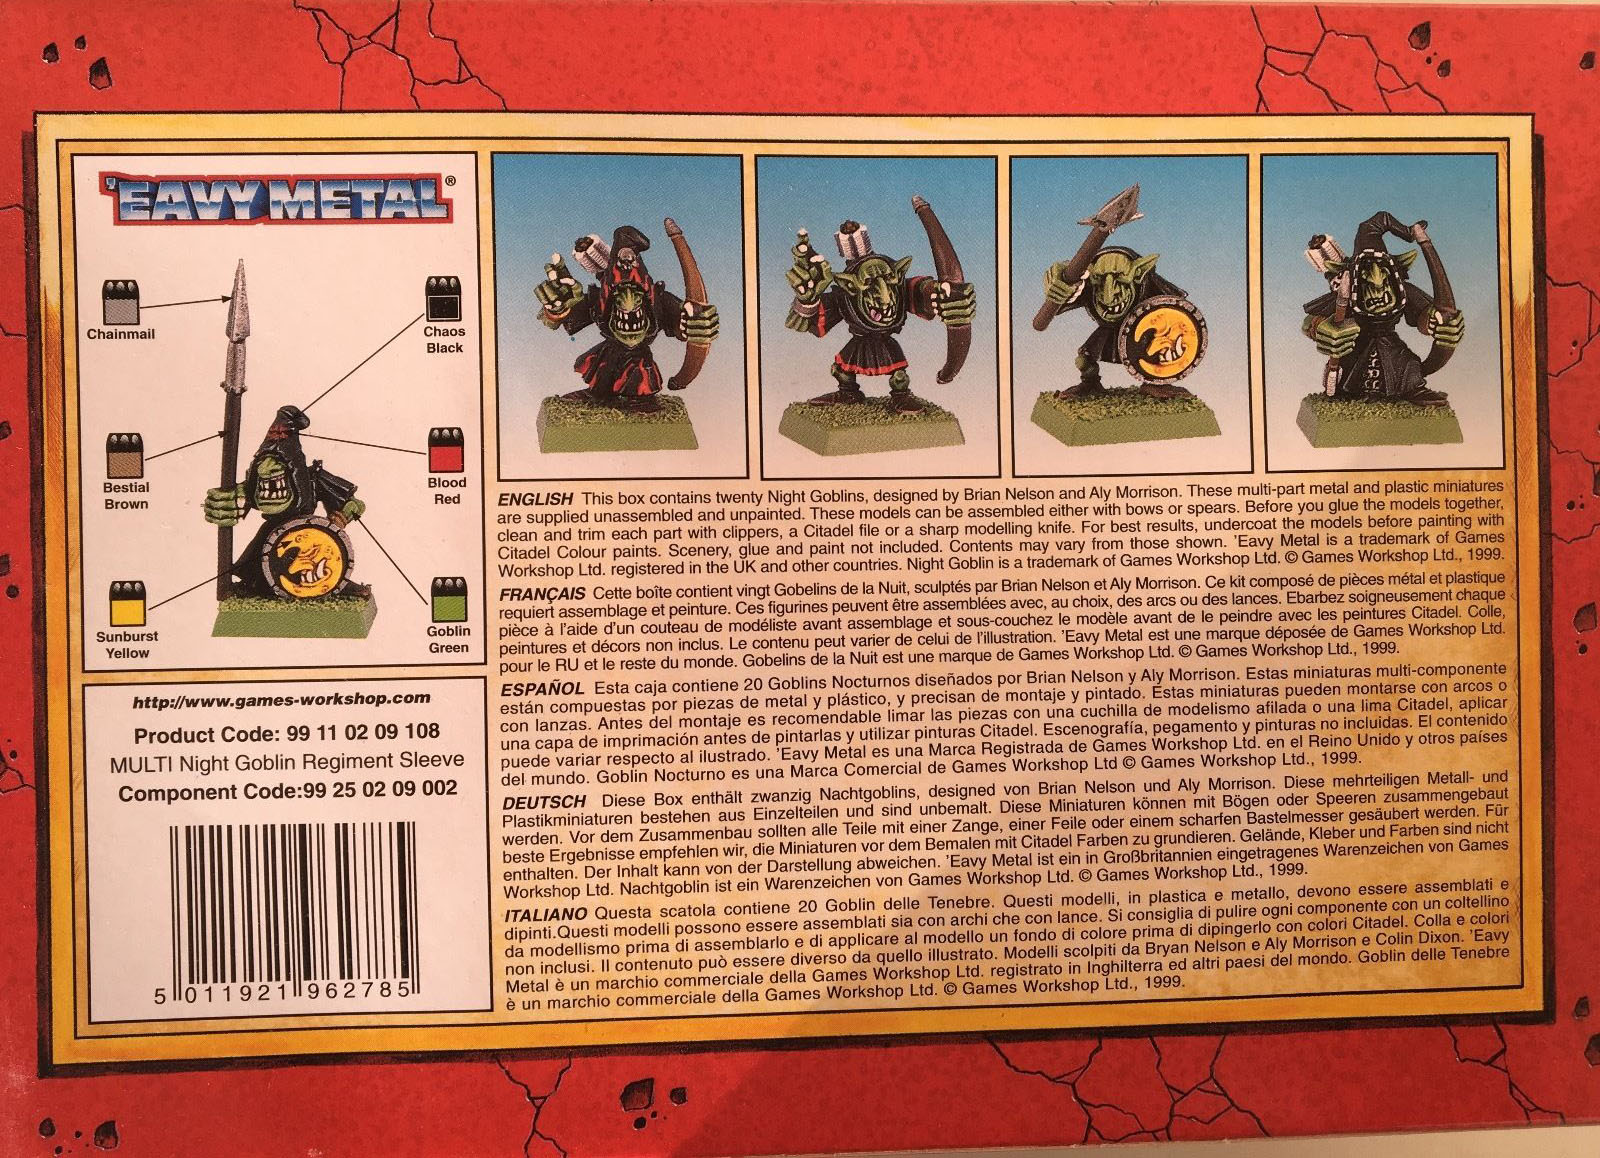 'EAVY METAL®
Chainmail
Chaos
Black
Bestial
Brown
Blood
Red
Sunburst
Yellow
Goblin
Green
http://www.games-workshop.com
Product Code: 99 11 02 09 108
MULTI Night Goblin Regiment Sleeve
Component Code:99 25 02 09 002
5 011921 962785
ENGLISH This box contains twenty Night Goblins, designed by Brian Nelson and Aly Morrison. These multi-part metal and plastic miniatures
are supplied unassembled and unpainted. These models can be assembled either with bows or spears. Before you glue the models together,
clean and trim each part with clippers, a Citadel file or a sharp modelling knife. For best results, undercoat the models before painting with
Citadel Colour paints. Scenery, glue and paint not included. Contents may vary from those shown. 'Eavy Metal is a trademark of Games
Workshop Ltd. registered in the UK and other countries. Night Goblin is a trademark of Games Workshop Ltd. © Games Workshop Ltd., 1999.
FRANÇAIS Cette boîte contient vingt Gobelins de la Nuit, sculptés par Brian Nelson et Aly Morrison. Ce kit composé de pièces métal et plastique
requiert assemblage et peinture. Ces figurines peuvent être assemblées avec, au choix, des arcs ou des lances. Ebarbez soigneusement chaque
pièce à l'aide d'un couteau de modéliste avant assemblage et sous-couchez le modèle avant de le peindre avec les peintures Citadel. Colle,
peintures et décors non inclus. Le contenu peut varier de celui de l'illustration. 'Eavy Metal est une marque déposée de Games Workshop Ltd.
pour le RU et le reste du monde. Gobelins de la Nuit est une marque de Games Workshop Ltd. © Games Workshop Ltd., 1999.
ESPAÑOL Esta caja contiene 20 Goblins Nocturnos diseñados por Brian Nelson y Aly Morrison. Estas miniaturas multi-componente
están compuestas por piezas de metal y plástico, y precisan de montaje y pintado. Estas miniaturas pueden montarse con arcos o
con lanzas. Antes del montaje es recomendable limar las piezas con una cuchilla de modelismo afilada o una lima Citadel, aplicar
una capa de imprimación antes de pintarlas y utilizar pinturas Citadel. Escenografía, pegamento y pinturas no incluidas. El contenido
puede variar respecto al ilustrado. 'Eavy Metal es una Marca Registrada de Games Workshop Ltd. en el Reino Unido y otros países
del mundo. Goblin Nocturno es una Marca Comercial de Games Workshop Ltd © Games Workshop Ltd., 1999.
DEUTSCH Diese Box enthält zwanzig Nachtgoblins, designed von Brian Nelson und Aly Morrison. Diese mehrteiligen Metall- und
Plastikminiaturen bestehen aus Einzelteilen und sind unbemalt. Diese Miniaturen können mit Bögen oder Speeren zusammengebaut
werden. Vor dem Zusammenbau sollten alle Teile mit einer Zange, einer Feile oder einem scharfen Bastelmesser gesäubert werden. Für
beste Ergebnisse empfehlen wir, die Miniaturen vor dem Bemalen mit Citadel Farben zu grundieren. Gelände, Kleber und Farben sind nicht
enthalten. Der Inhalt kann von der Darstellung abweichen. 'Eavy Metal ist ein in Großbritannien eingetragenes Warenzeichen von Games
Workshop Ltd. Nachtgoblin ist ein Warenzeichen von Games Workshop Ltd. © Games Workshop Ltd., 1999.
ITALIANO Questa scatola contiene 20 Goblin delle Tenebre. Questi modelli, in plastica e metallo, devono essere assemblati e
dipinti.Questi modelli possono essere assemblati sia con archi che con lance. Si consiglia di pulire ogni componente con un coltellino
da modellismo prima di assemblarlo e di applicare al modello un fondo di colore prima di dipingerlo con colori Citadel. Colla e colori
non inclusi. Il contenuto può essere diverso da quello illustrato. Modelli scolpiti da Bryan Nelson e Aly Morrison e Colin Dixon. 'Eavy
Metal è un marchio commerciale della Games Workshop Ltd. registrato in Inghilterra ed altri paesi del mondo. Goblin delle Tenebre
è un marchio commerciale della Games Workshop Ltd. © Games Workshop Ltd., 1999.